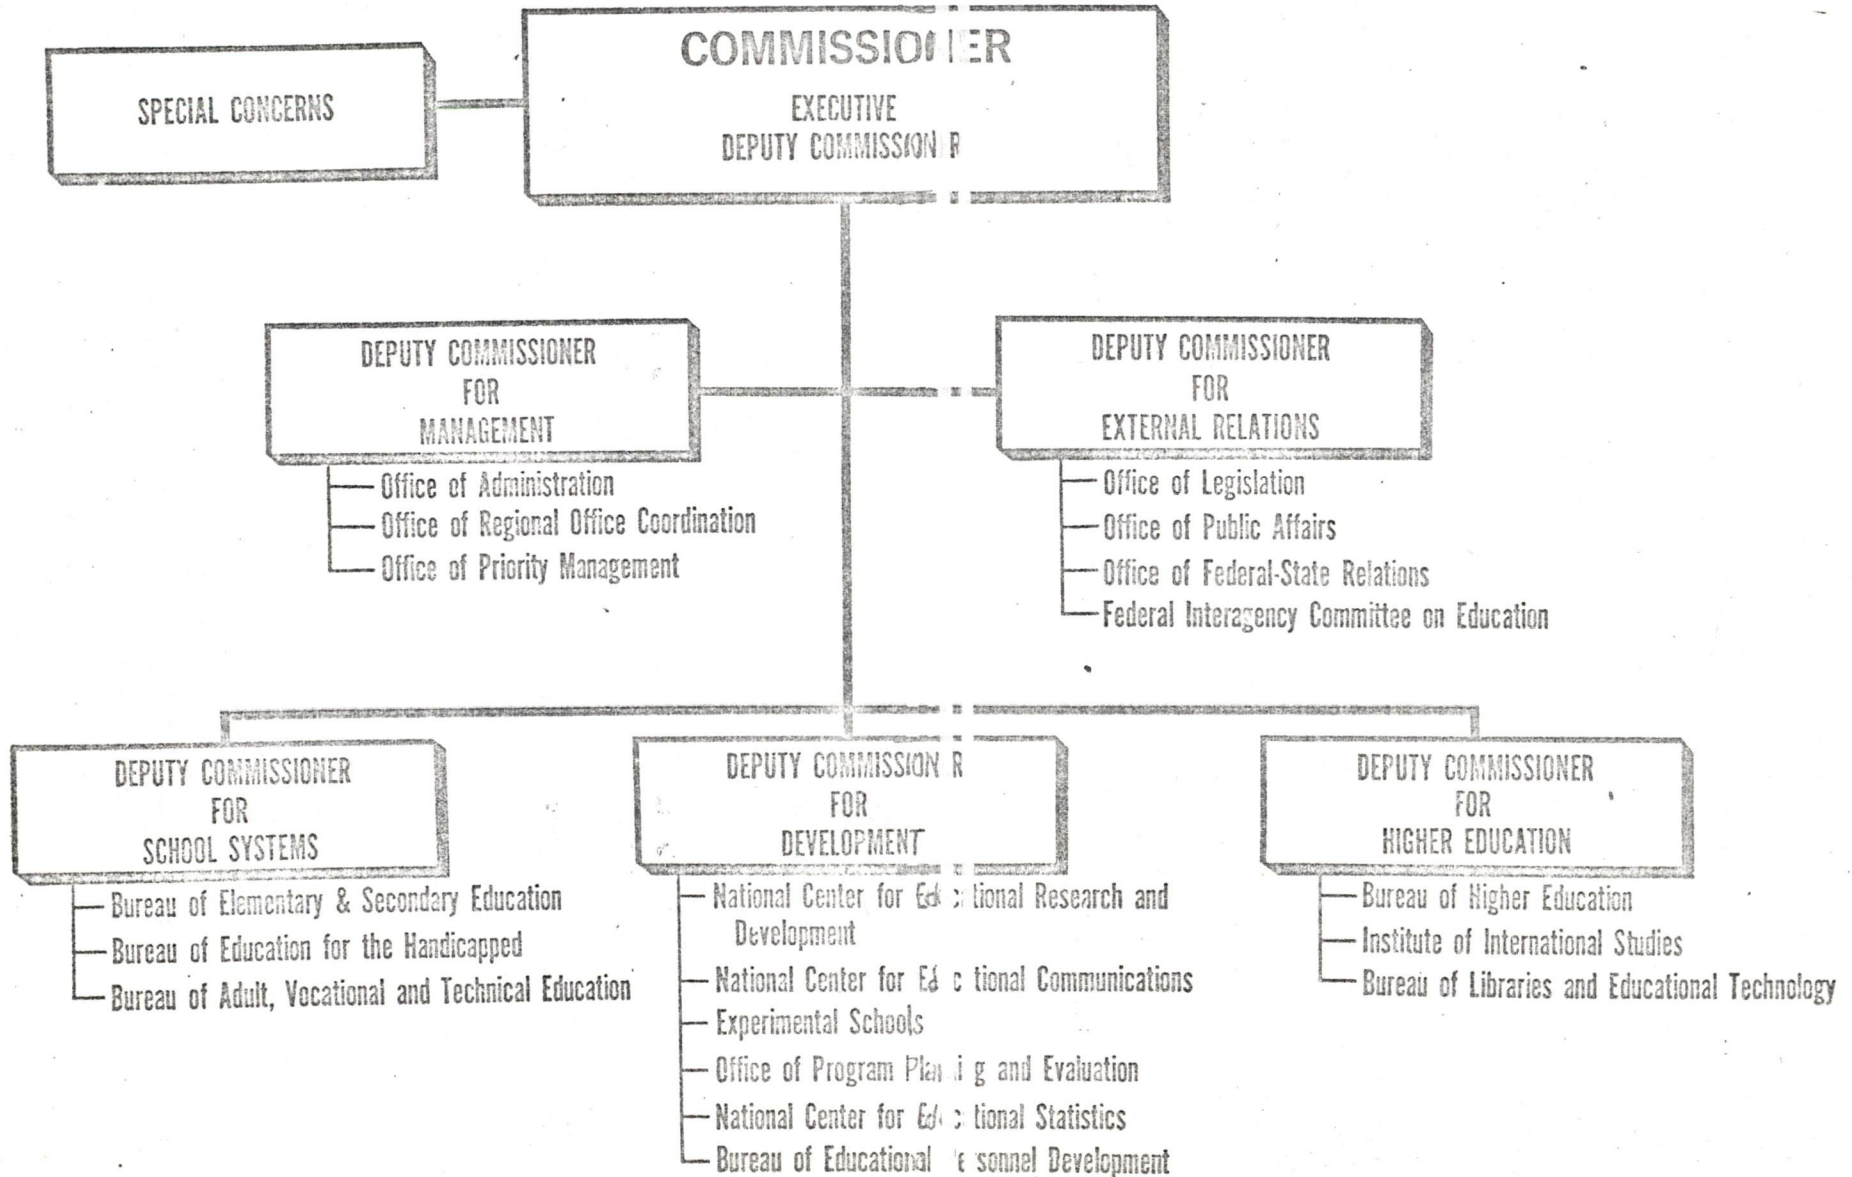 COMMISSIONER
EXECUTIVE
DEPUTY COMMISSIONER
SPECIAL CONCERNS
DEPUTY COMMISSIONER
FOR
MANAGEMENT
Office of Administration
Office of Regional Office Coordination
Office of Priority Management
DEPUTY COMMISSIONER
FOR
EXTERNAL RELATIONS
Office of Legislation
Office of Public Affairs
Office of Federal-State Relations
Federal Interagency Committee on Education
DEPUTY COMMISSIONER
FOR
SCHOOL SYSTEMS
Bureau of Elementary & Secondary Education
Bureau of Education for the Handicapped
Bureau of Adult, Vocational and Technical Education
DEPUTY COMMISSIONER
FOR
DEVELOPMENT
National Center for Educational Research and
Development
National Center for Educational Communications
Experimental Schools
Office of Program Planning and Evaluation
National Center for Educational Statistics
Bureau of Educational Personnel Development
DEPUTY COMMISSIONER
FOR
HIGHER EDUCATION
Bureau of Higher Education
Institute of International Studies
Bureau of Libraries and Educational Technology